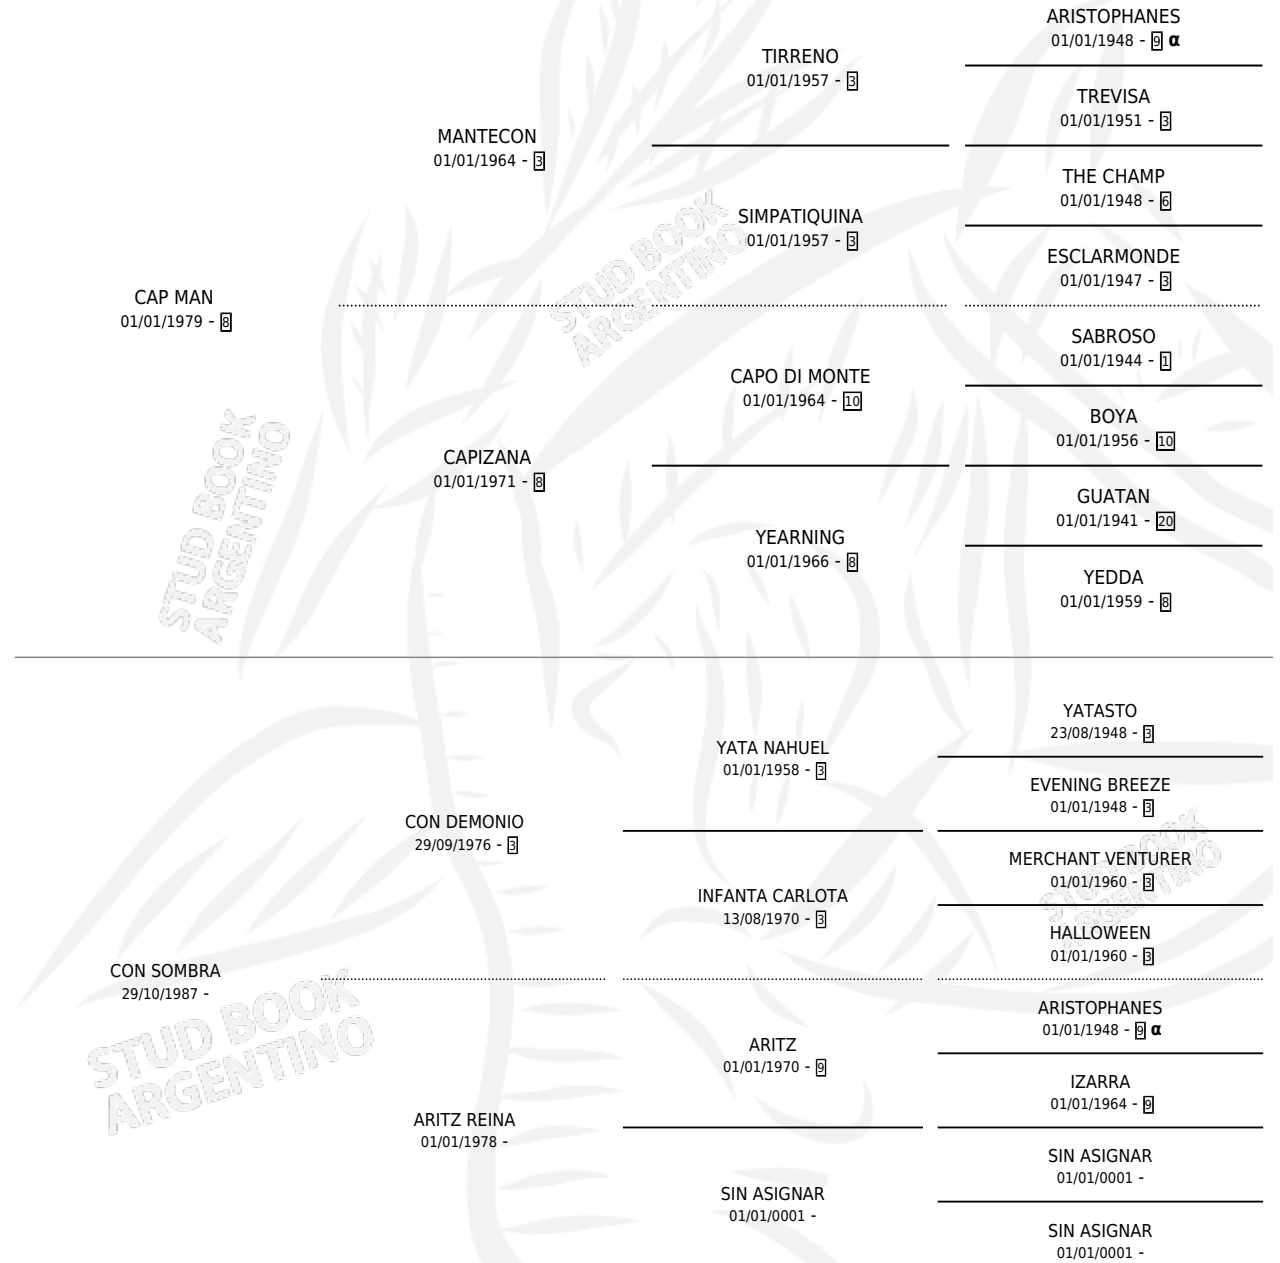 ARISTOPHANES
01/01/1948 - 9 α
TIRRENO
01/01/1957 - 3
TREVISA
01/01/1951 - 3
MANTECON
01/01/1964 - 3
THE CHAMP
01/01/1948 - 6
SIMPATIQUINA
01/01/1957 - 3
ESCLARMONDE
01/01/1947 - 3
CAP MAN
01/01/1979 - 8
SABROSO
01/01/1944 - 1
CAPO DI MONTE
01/01/1964 - 10
BOYA
01/01/1956 - 10
CAPIZANA
01/01/1971 - 8
GUATAN
01/01/1941 - 20
YEARNING
01/01/1966 - 8
YEDDA
01/01/1959 - 8
YATASTO
23/08/1948 - 3
YATA NAHUEL
01/01/1958 - 3
EVENING BREEZE
01/01/1948 - 3
CON DEMONIO
29/09/1976 - 3
MERCHANT VENTURER
01/01/1960 - 3
INFANTA CARLOTA
13/08/1970 - 3
HALLOWEEN
01/01/1960 - 3
CON SOMBRA
29/10/1987 -
ARISTOPHANES
01/01/1948 - 9 α
ARITZ
01/01/1970 - 9
IZARRA
01/01/1964 - 9
ARITZ REINA
01/01/1978 -
SIN ASIGNAR
01/01/0001 -
SIN ASIGNAR
01/01/0001 -
SIN ASIGNAR
01/01/0001 -
STUD BOOK
ARGENTINO
STUD BOOK
ARGENTINO
STUD BOOK
ARGENTINO
STUD BOOK
ARGENTINO